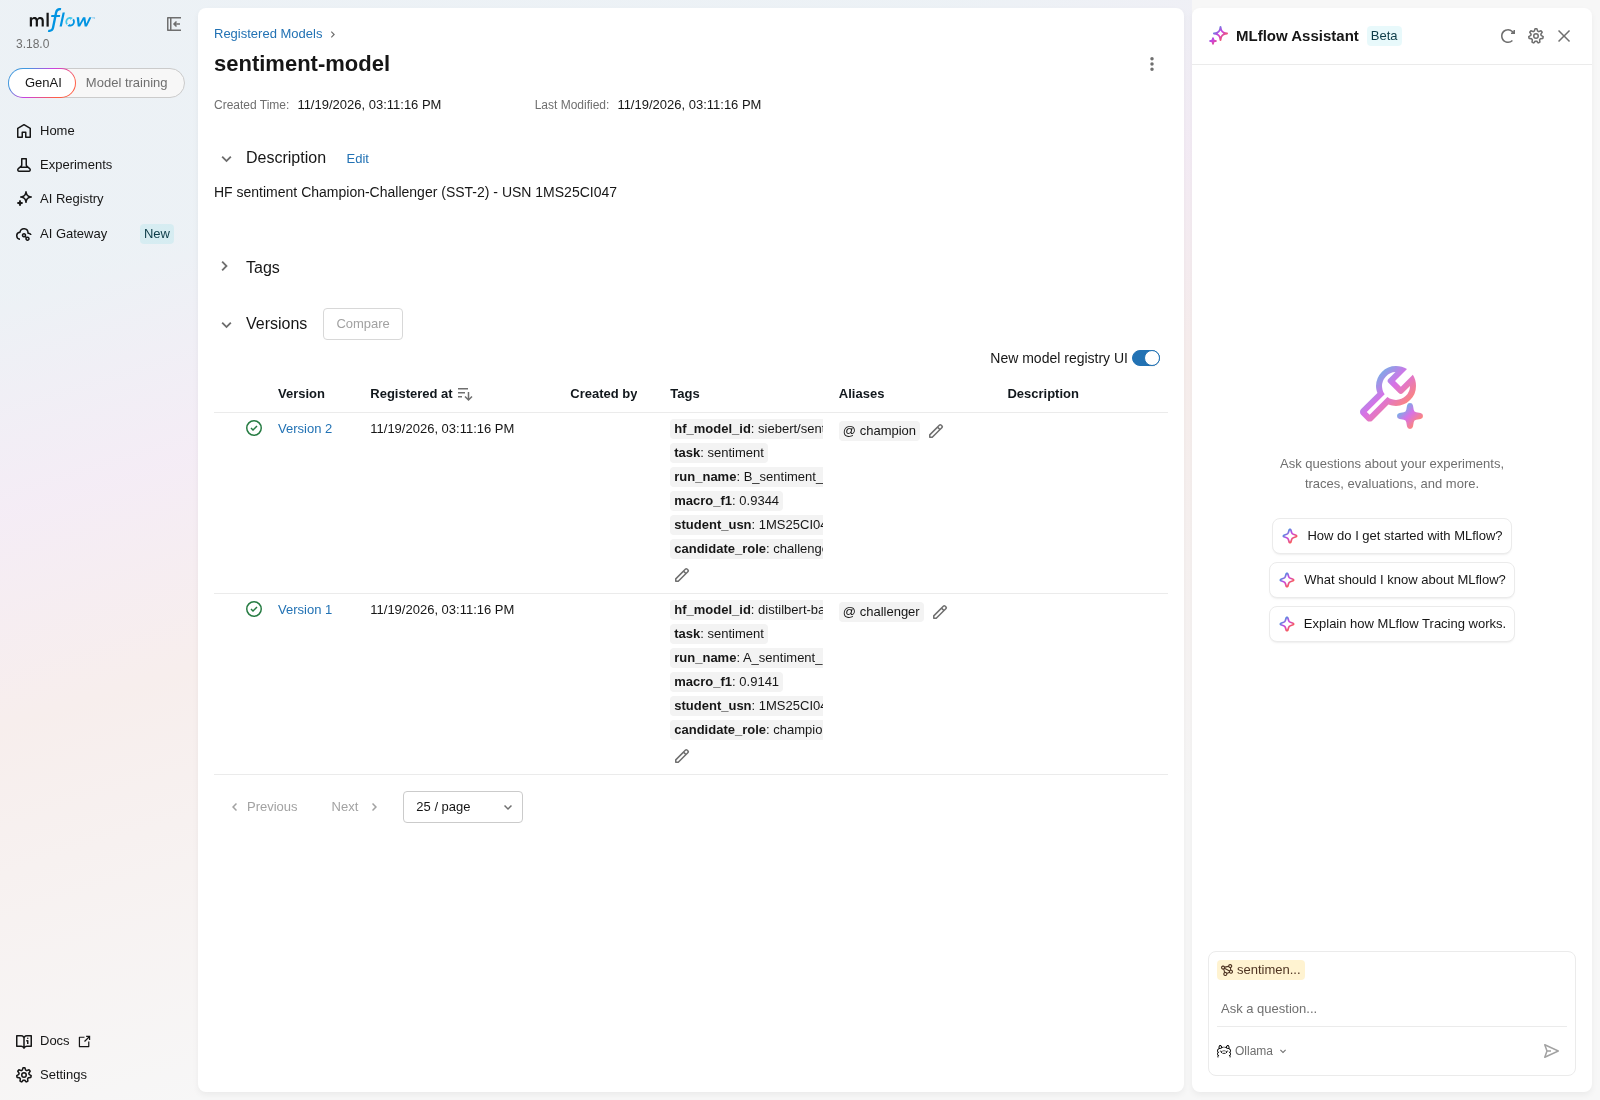 mlflow
3.18.0
GenAI
Model training
Home
Experiments
AI Registry
AI Gateway
New
Docs
Settings
Registered Models
sentiment-model
Created Time: 11/19/2026, 03:11:16 PM
Last Modified: 11/19/2026, 03:11:16 PM
Description
Edit
HF sentiment Champion-Challenger (SST-2) - USN 1MS25CI047
Tags
Versions
Compare
New model registry UI
Version
Registered at
Created by
Tags
Aliases
Description
Version 2
11/19/2026, 03:11:16 PM
hf_model_id: siebert/sent
task: sentiment
run_name: B_sentiment_
macro_f1: 0.9344
student_usn: 1MS25CI04
candidate_role: challenge
@ champion
Version 1
11/19/2026, 03:11:16 PM
hf_model_id: distilbert-ba
task: sentiment
run_name: A_sentiment_
macro_f1: 0.9141
student_usn: 1MS25CI04
candidate_role: champio
@ challenger
Previous
Next
25 / page
MLflow Assistant
Beta
Ask questions about your experiments,
traces, evaluations, and more.
How do I get started with MLflow?
What should I know about MLflow?
Explain how MLflow Tracing works.
sentimen...
Ask a question...
Ollama